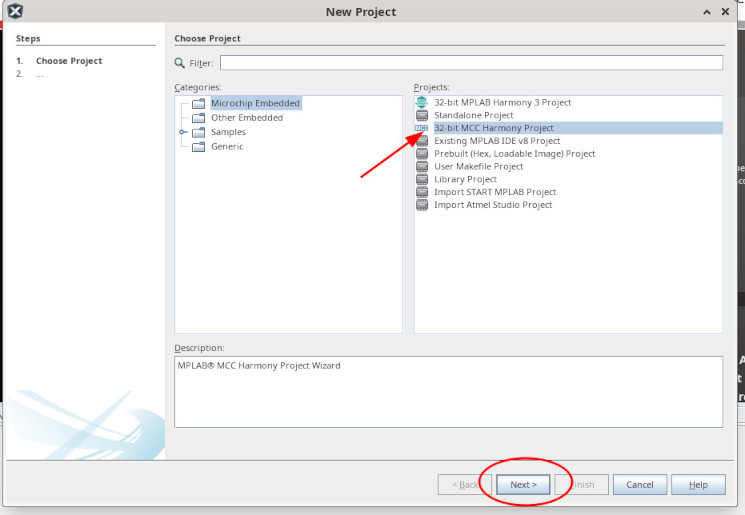 New Project
Steps
1. Choose Project
2. ...
Choose Project
Filter:
Categories:
Microchip Embedded
Other Embedded
Samples
Generic
Projects:
32-bit MPLAB Harmony 3 Project
Standalone Project
32-bit MCC Harmony Project
Existing MPLAB IDE v8 Project
Prebuilt (Hex, Loadable Image) Project
User Makefile Project
Library Project
Import START MPLAB Project
Import Atmel Studio Project
Description:
MPLAB® MCC Harmony Project Wizard
< Back
Next >
Finish
Cancel
Help